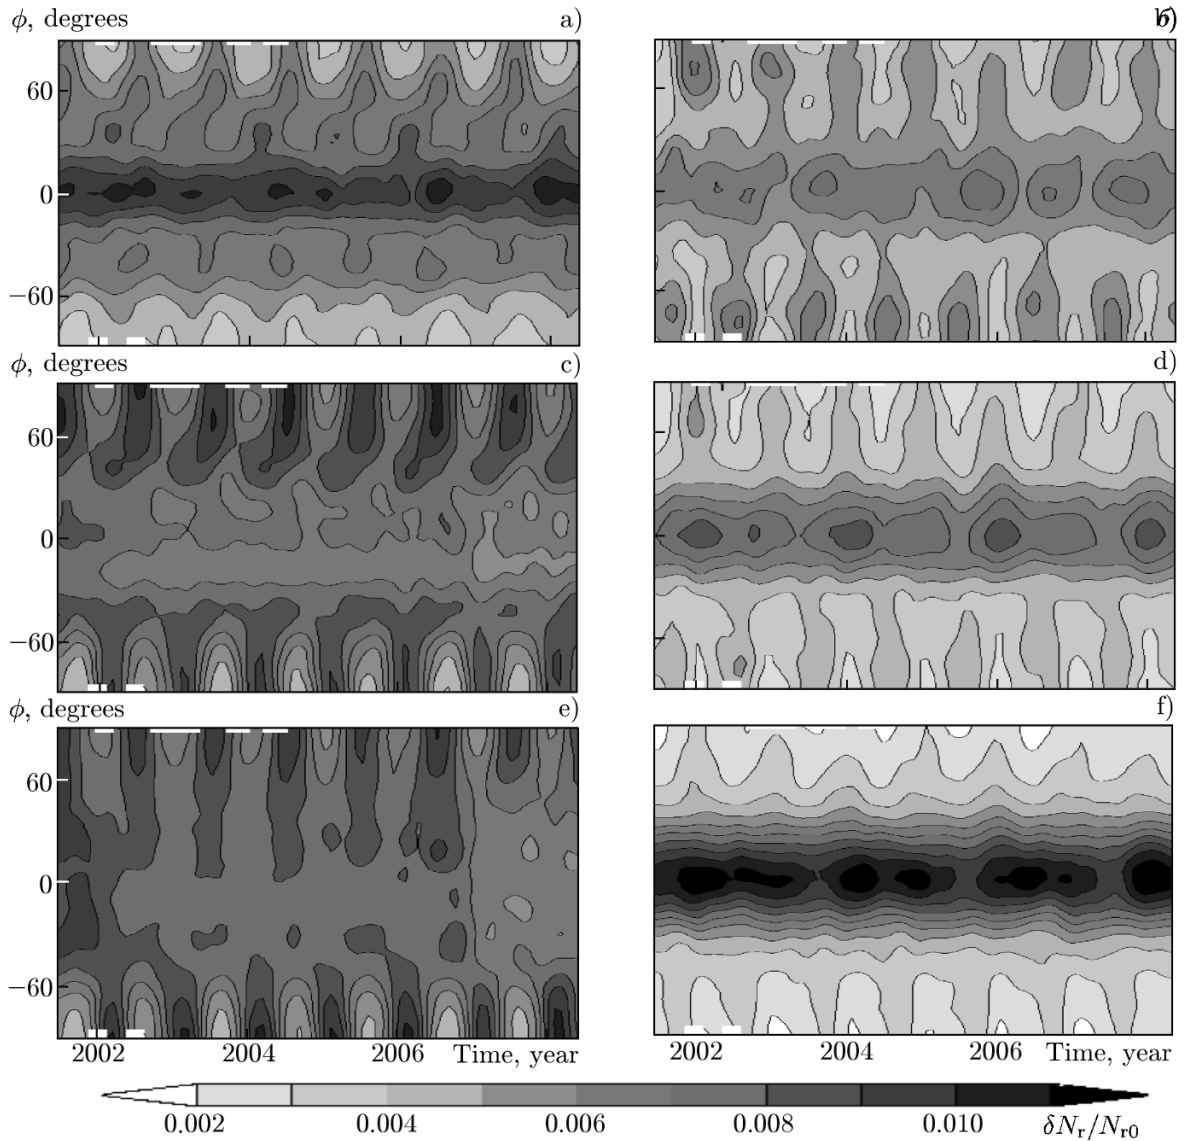 ϕ, degrees a)
60
0
−60
ϕ, degrees c) d)
60
0
−60
ϕ, degrees e) f)
60
0
−60
2002 2004 2006 Time, year 2002 2004 2006 Time, year
0.002 0.004 0.006 0.008 0.010 δNr/Nr0